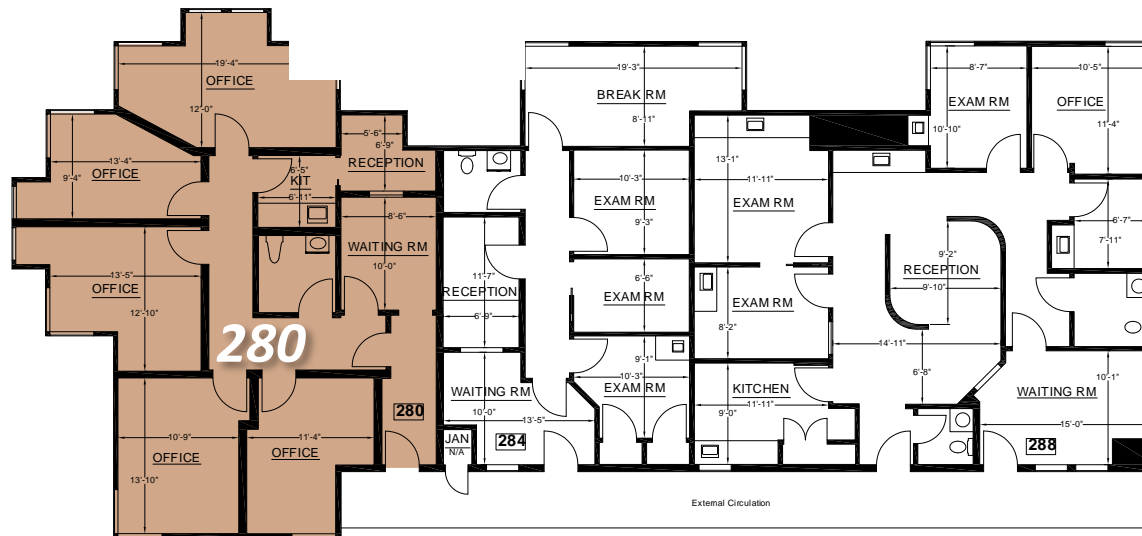 19'-4"
OFFICE
12'-0"
13'-4"
9'-4"
OFFICE
13'-5"
OFFICE
12'-10"
280
10'-9"
OFFICE
13'-10"
11'-4"
OFFICE
6'-5"
KIT
6'-11"
5'-6"
6'-9"
RECEPTION
8'-6"
WAITING RM
10'-0"
280
11'-7"
RECEPTION
6'-9"
WAITING RM
10'-0"
13'-5"
284
JAN
N/A
19'-3"
BREAK RM
8'-11"
10'-3"
EXAM RM
9'-3"
6'-6"
EXAM RM
9'-1"
10'-3"
EXAM RM
13'-1"
11'-11"
EXAM RM
EXAM RM
8'-2"
KITCHEN
11'-11"
9'-0"
8'-7"
EXAM RM
10'-10"
10'-5"
OFFICE
11'-4"
6'-7"
7'-11"
9'-2"
RECEPTION
9'-10"
14'-11"
6'-8"
10'-1"
WAITING RM
15'-0"
288
External Circulation